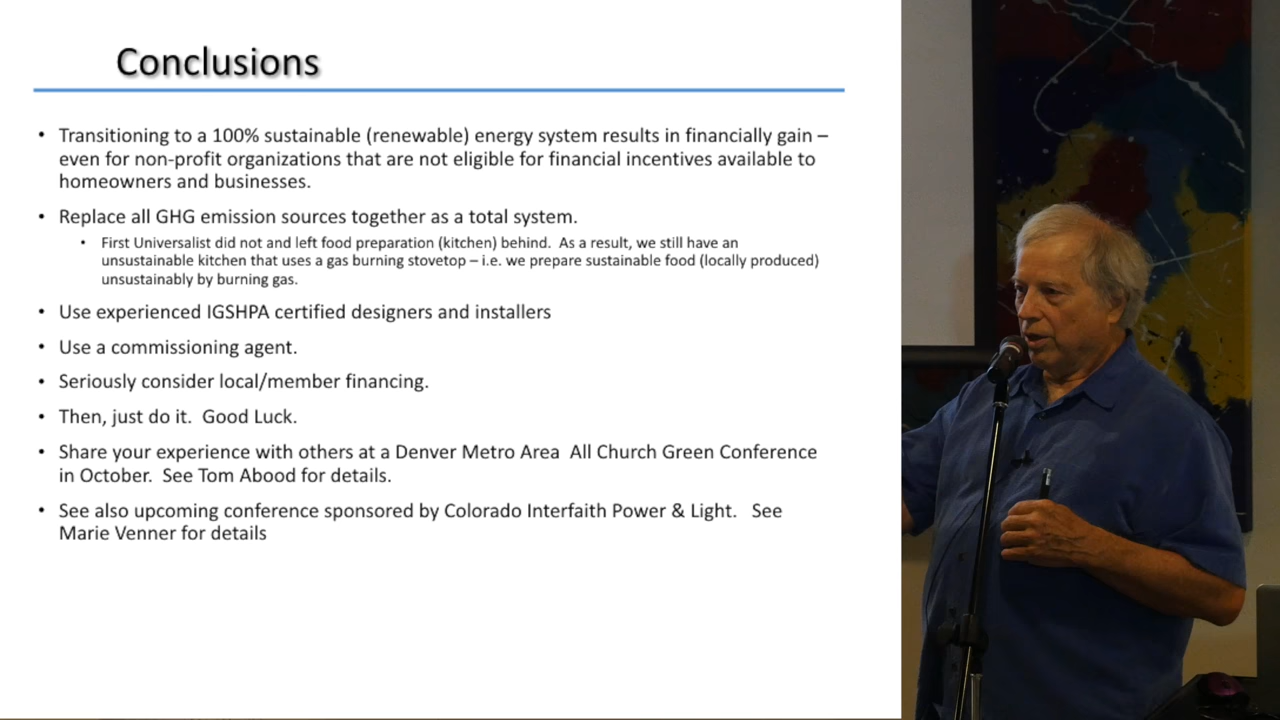 Conclusions
• Transitioning to a 100% sustainable (renewable) energy system results in financially gain –
even for non-profit organizations that are not eligible for financial incentives available to
homeowners and businesses.
• Replace all GHG emission sources together as a total system.
• First Universalist did not and left food preparation (kitchen) behind.  As a result, we still have an
unsustainable kitchen that uses a gas burning stovetop – i.e. we prepare sustainable food (locally produced)
unsustainably by burning gas.
• Use experienced IGSHPA certified designers and installers
• Use a commissioning agent.
• Seriously consider local/member financing.
• Then, just do it.  Good Luck.
• Share your experience with others at a Denver Metro Area  All Church Green Conference
in October.  See Tom Abood for details.
• See also upcoming conference sponsored by Colorado Interfaith Power & Light.   See
Marie Venner for details